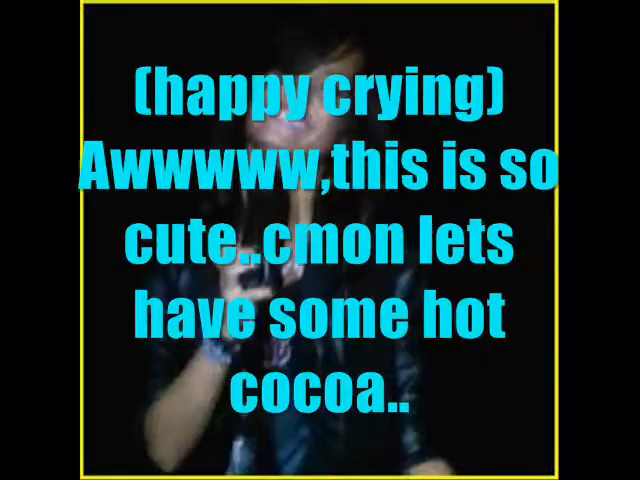 (happy crying)
Awwwww,this is so
cute..cmon lets
have some hot
cocoa..